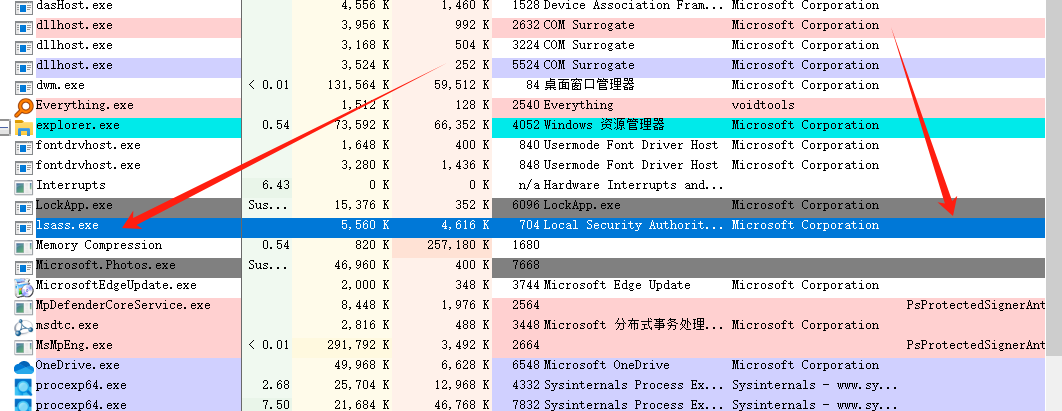 dasHost.exe 4,556 K 1,460 K 1528 Device Association Fram... Microsoft Corporation
dllhost.exe 3,956 K 992 K 2632 COM Surrogate Microsoft Corporation
dllhost.exe 3,168 K 504 K 3224 COM Surrogate Microsoft Corporation
dllhost.exe 3,524 K 252 K 5524 COM Surrogate Microsoft Corporation
dwm.exe < 0.01 131,564 K 59,512 K 84 桌面窗口管理器 Microsoft Corporation
Everything.exe 1,512 K 128 K 2540 Everything voidtools
explorer.exe 0.54 73,592 K 66,352 K 4052 Windows 资源管理器 Microsoft Corporation
fontdrvhost.exe 1,648 K 400 K 840 Usermode Font Driver Host Microsoft Corporation
fontdrvhost.exe 3,280 K 1,436 K 848 Usermode Font Driver Host Microsoft Corporation
Interrupts 6.43 0 K 0 K n/a Hardware Interrupts and...
LockApp.exe Sus... 15,376 K 352 K 6096 LockApp.exe Microsoft Corporation
lsass.exe 5,560 K 4,616 K 704 Local Security Authorit... Microsoft Corporation
Memory Compression 0.54 820 K 257,180 K 1680
Microsoft.Photos.exe Sus... 46,960 K 400 K 7668
MicrosoftEdgeUpdate.exe 2,000 K 348 K 3744 Microsoft Edge Update Microsoft Corporation
MpDefenderCoreService.exe 8,448 K 1,976 K 2564 PsProtectedSignerAnt
msdtc.exe 2,816 K 488 K 3448 Microsoft 分布式事务处理... Microsoft Corporation
MsMpEng.exe < 0.01 291,792 K 3,492 K 2664 PsProtectedSignerAnt
OneDrive.exe 49,968 K 6,628 K 6548 Microsoft OneDrive Microsoft Corporation
procexp64.exe 2.68 25,704 K 12,968 K 4332 Sysinternals Process Ex... Sysinternals - www.sy...
procexp64.exe 7.50 21,684 K 46,768 K 7832 Sysinternals Process Ex... Sysinternals - www.sy...